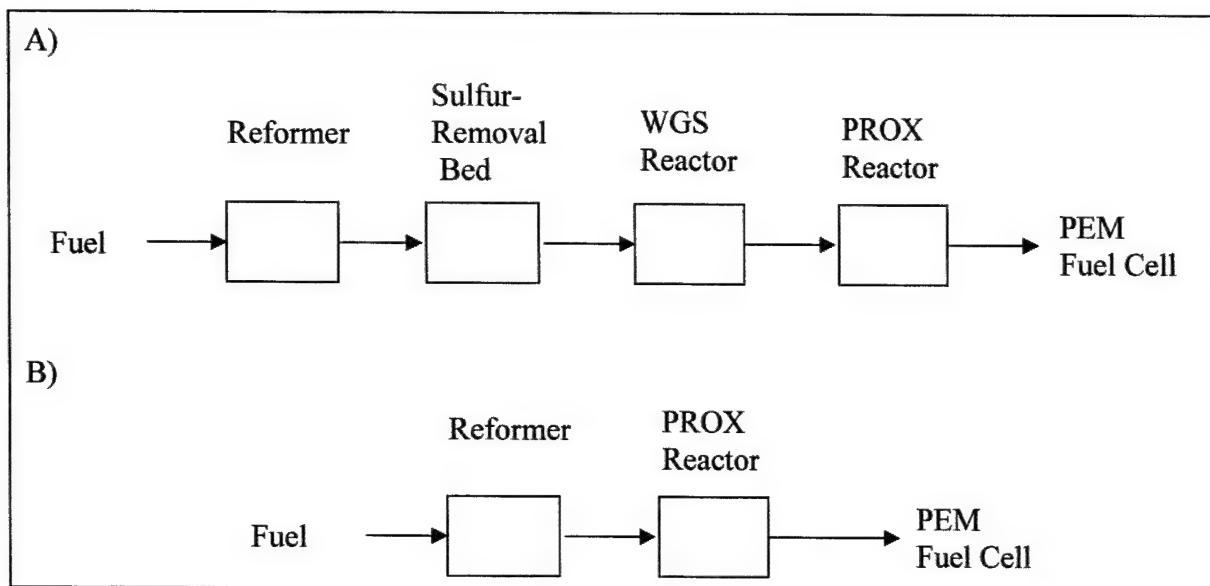 A)
Reformer
Sulfur-
Removal
Bed
WGS
Reactor
PROX
Reactor
Fuel
PEM
Fuel Cell
B)
Reformer
PROX
Reactor
Fuel
PEM
Fuel Cell